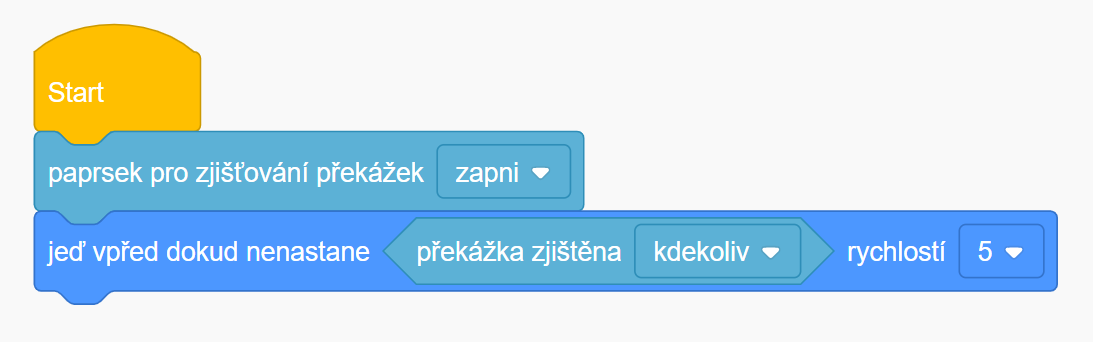 Start
paprsek pro zjišťování překážek zapni
jeď vpřed dokud nenastane překážka zjištěna kdekoliv rychlostí 5